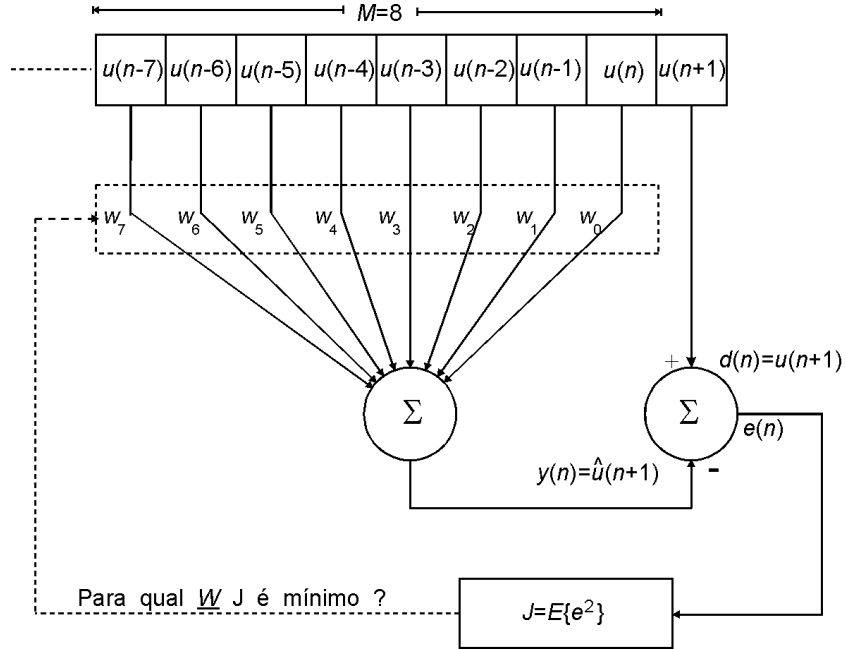 M=8
u(n-7) u(n-6) u(n-5) u(n-4) u(n-3) u(n-2) u(n-1) u(n) u(n+1)
w₇ w₆ w₅ w₄ w₃ w₂ w₁ w₀
+ d(n)=u(n+1)
Σ Σ
e(n)
y(n)=û(n+1) -
Para qual W J é mínimo ?
J=E{e²}